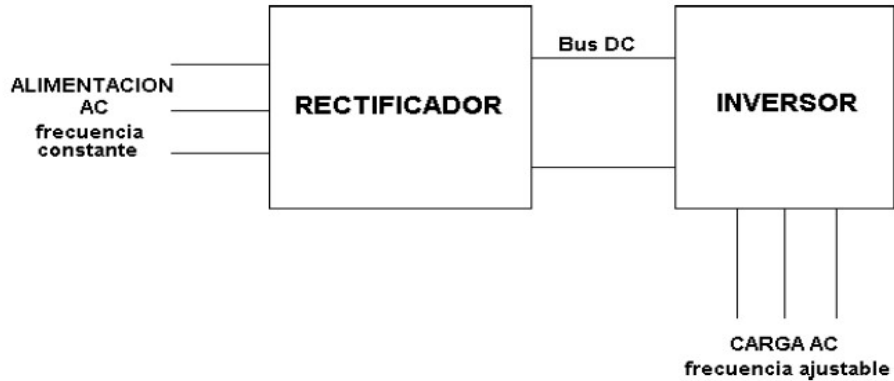 Bus DC
ALIMENTACION
AC
frecuencia
constante
RECTIFICADOR
INVERSOR
CARGA AC
frecuencia ajustable